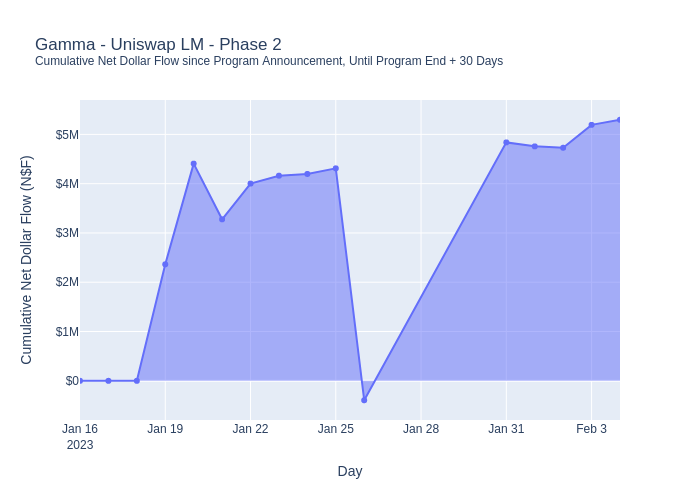 Gamma - Uniswap LM - Phase 2
Cumulative Net Dollar Flow since Program Announcement, Until Program End + 30 Days
Cumulative Net Dollar Flow (N$F)
$5M
$4M
$3M
$2M
$1M
$0
Jan 16
2023
Jan 19
Jan 22
Jan 25
Jan 28
Jan 31
Feb 3
Day